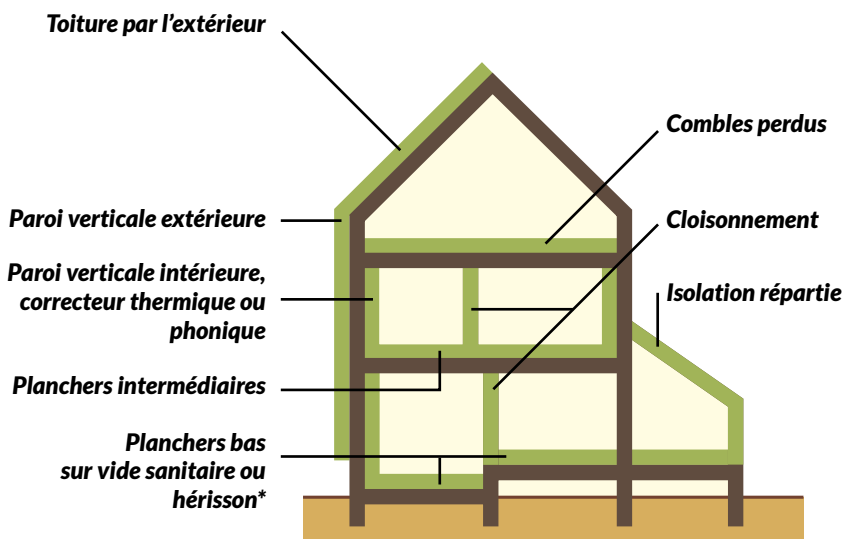 Toiture par l’extérieur
Combles perdus
Paroi verticale extérieure
Cloisonnement
Paroi verticale intérieure,
correcteur thermique ou
phonique
Isolation répartie
Planchers intermédiaires
Planchers bas
sur vide sanitaire ou
hérisson*